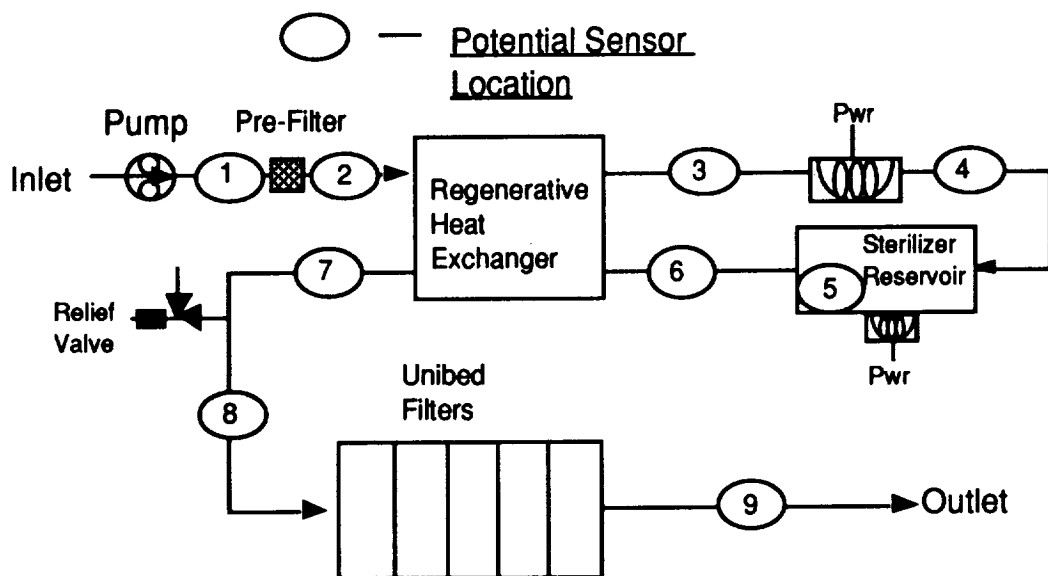 Potential Sensor
Location
Pump
Pre-Filter
Pwr
Inlet
1
2
Regenerative
Heat
Exchanger
3
4
Sterilizer
Reservoir
5
6
7
Relief
Valve
Pwr
8
Unibed
Filters
9
Outlet